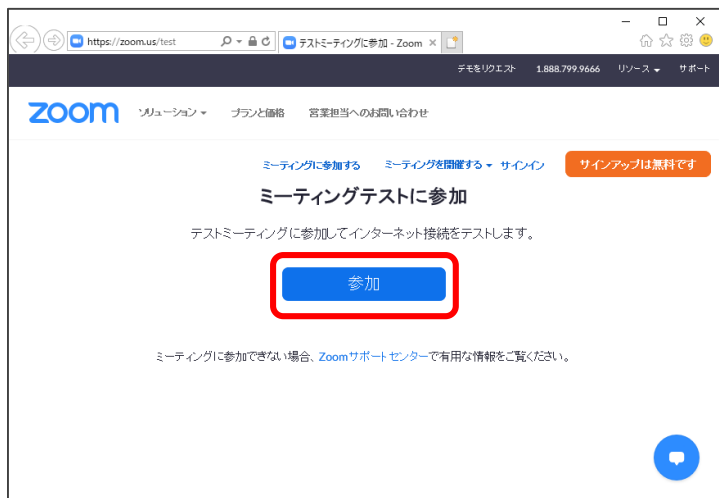 https://zoom.us/test
テストミーティングに参加 - Zoom
デモをリクエスト 1.888.799.9666 リソース サポート
zoom ソリューション プランと価格 営業担当へのお問い合わせ
ミーティングに参加する ミーティングを開催する サインイン サインアップは無料です
ミーティングテストに参加
テストミーティングに参加してインターネット接続をテストします。
参加
ミーティングに参加できない場合、Zoomサポートセンターで有用な情報をご覧ください。